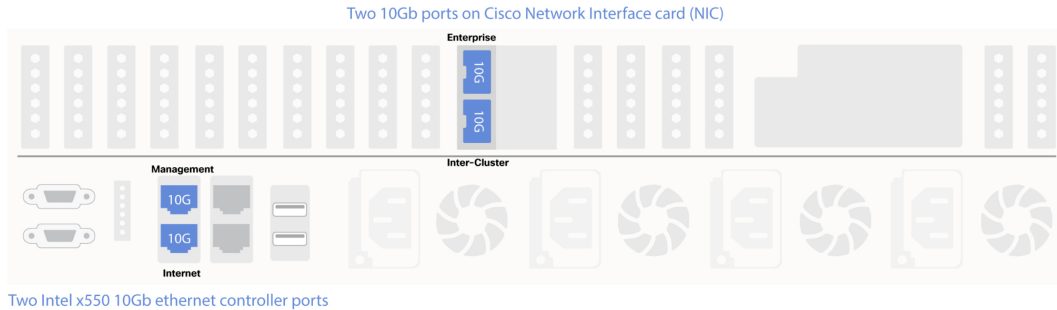 Two 10Gb ports on Cisco Network Interface card (NIC)
Enterprise
10G
10G
Inter-Cluster
Management
10G
10G
Internet
Two Intel x550 10Gb ethernet controller ports